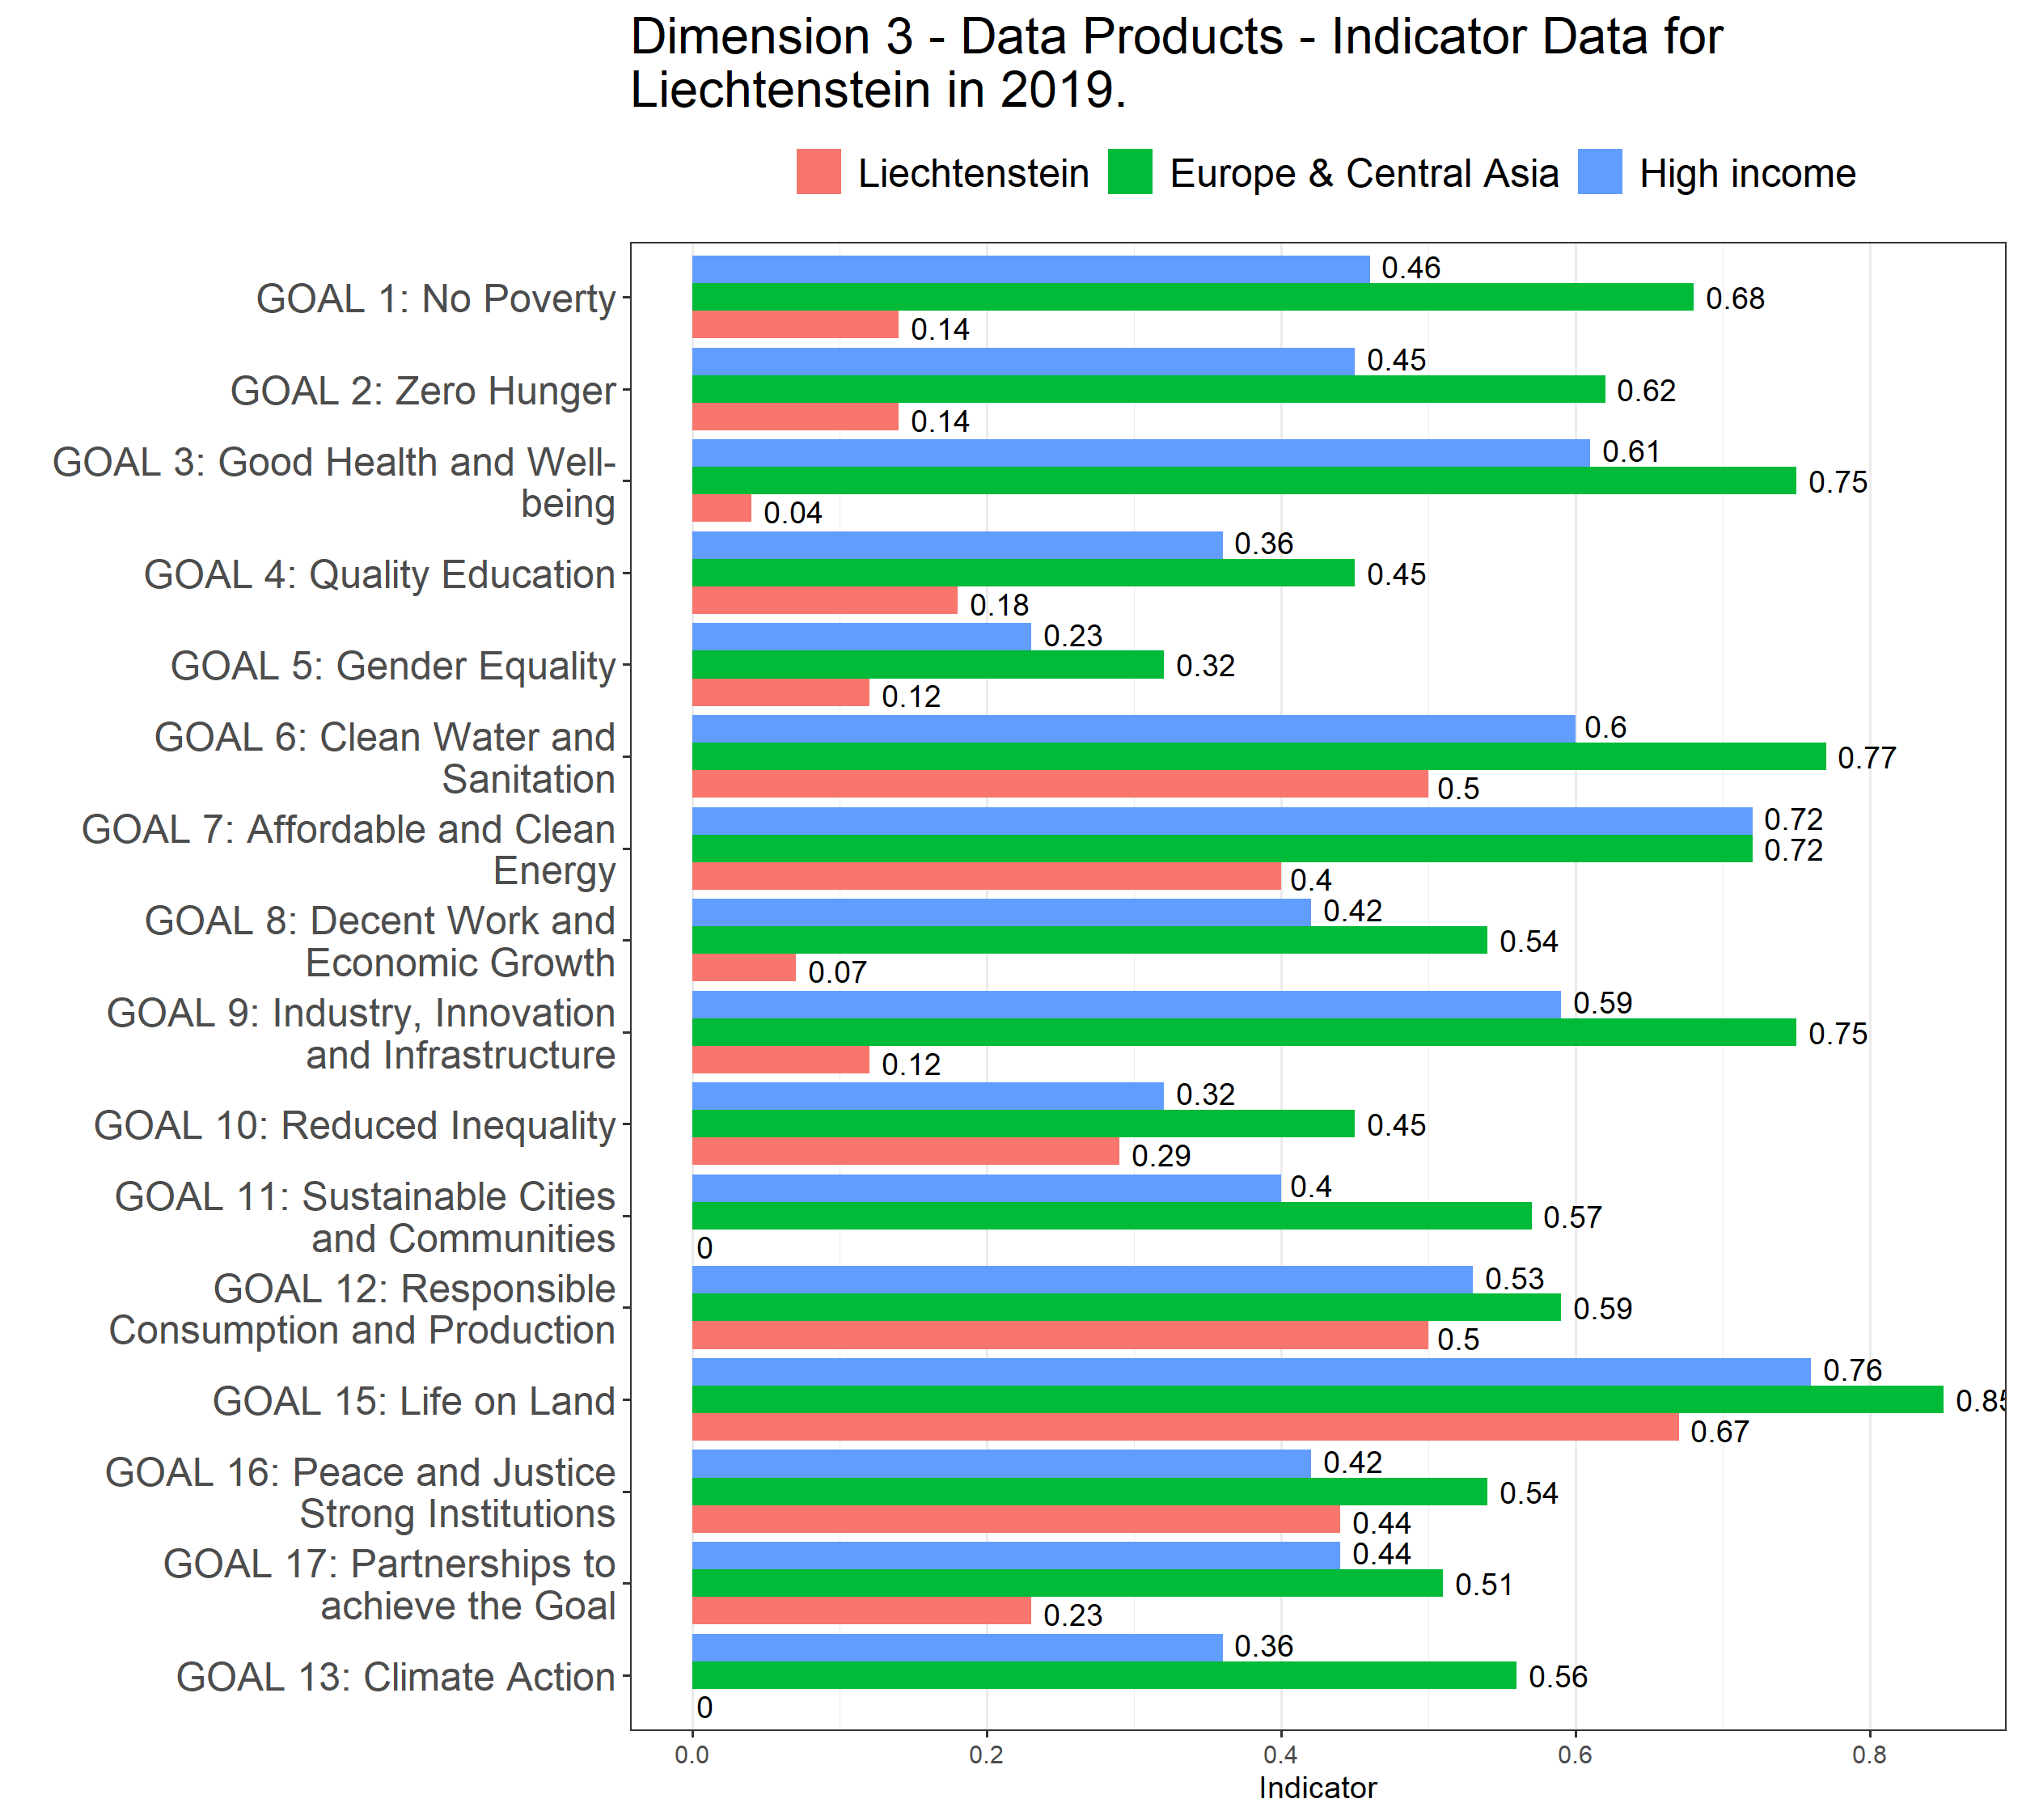 Dimension 3 - Data Products - Indicator Data for
Liechtenstein in 2019.
Liechtenstein Europe & Central Asia High income
GOAL 1: No Poverty
0.46
0.68
0.14
GOAL 2: Zero Hunger
0.45
0.62
0.14
GOAL 3: Good Health and Well-
being
0.61
0.75
0.04
GOAL 4: Quality Education
0.36
0.45
0.18
GOAL 5: Gender Equality
0.23
0.32
0.12
GOAL 6: Clean Water and
Sanitation
0.6
0.77
0.5
GOAL 7: Affordable and Clean
Energy
0.72
0.72
0.4
GOAL 8: Decent Work and
Economic Growth
0.42
0.54
0.07
GOAL 9: Industry, Innovation
and Infrastructure
0.59
0.75
0.12
GOAL 10: Reduced Inequality
0.32
0.45
0.29
GOAL 11: Sustainable Cities
and Communities
0.4
0.57
0
GOAL 12: Responsible
Consumption and Production
0.53
0.59
0.5
GOAL 15: Life on Land
0.76
0.85
0.67
GOAL 16: Peace and Justice
Strong Institutions
0.42
0.54
0.44
GOAL 17: Partnerships to
achieve the Goal
0.44
0.51
0.23
GOAL 13: Climate Action
0.36
0.56
0
0.0 0.2 0.4 0.6 0.8
Indicator